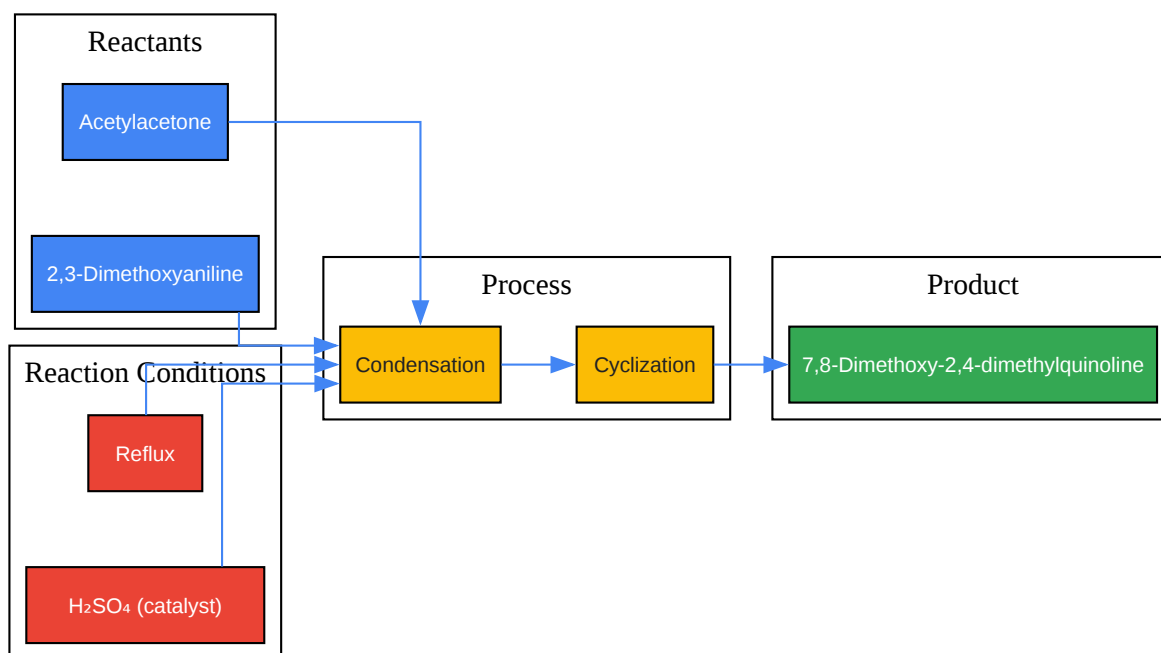 Reactants
Acetylacetone
2,3-Dimethoxyaniline
Reaction Conditions
Reflux
H₂SO₄ (catalyst)
Process
Condensation
Cyclization
Product
7,8-Dimethoxy-2,4-dimethylquinoline